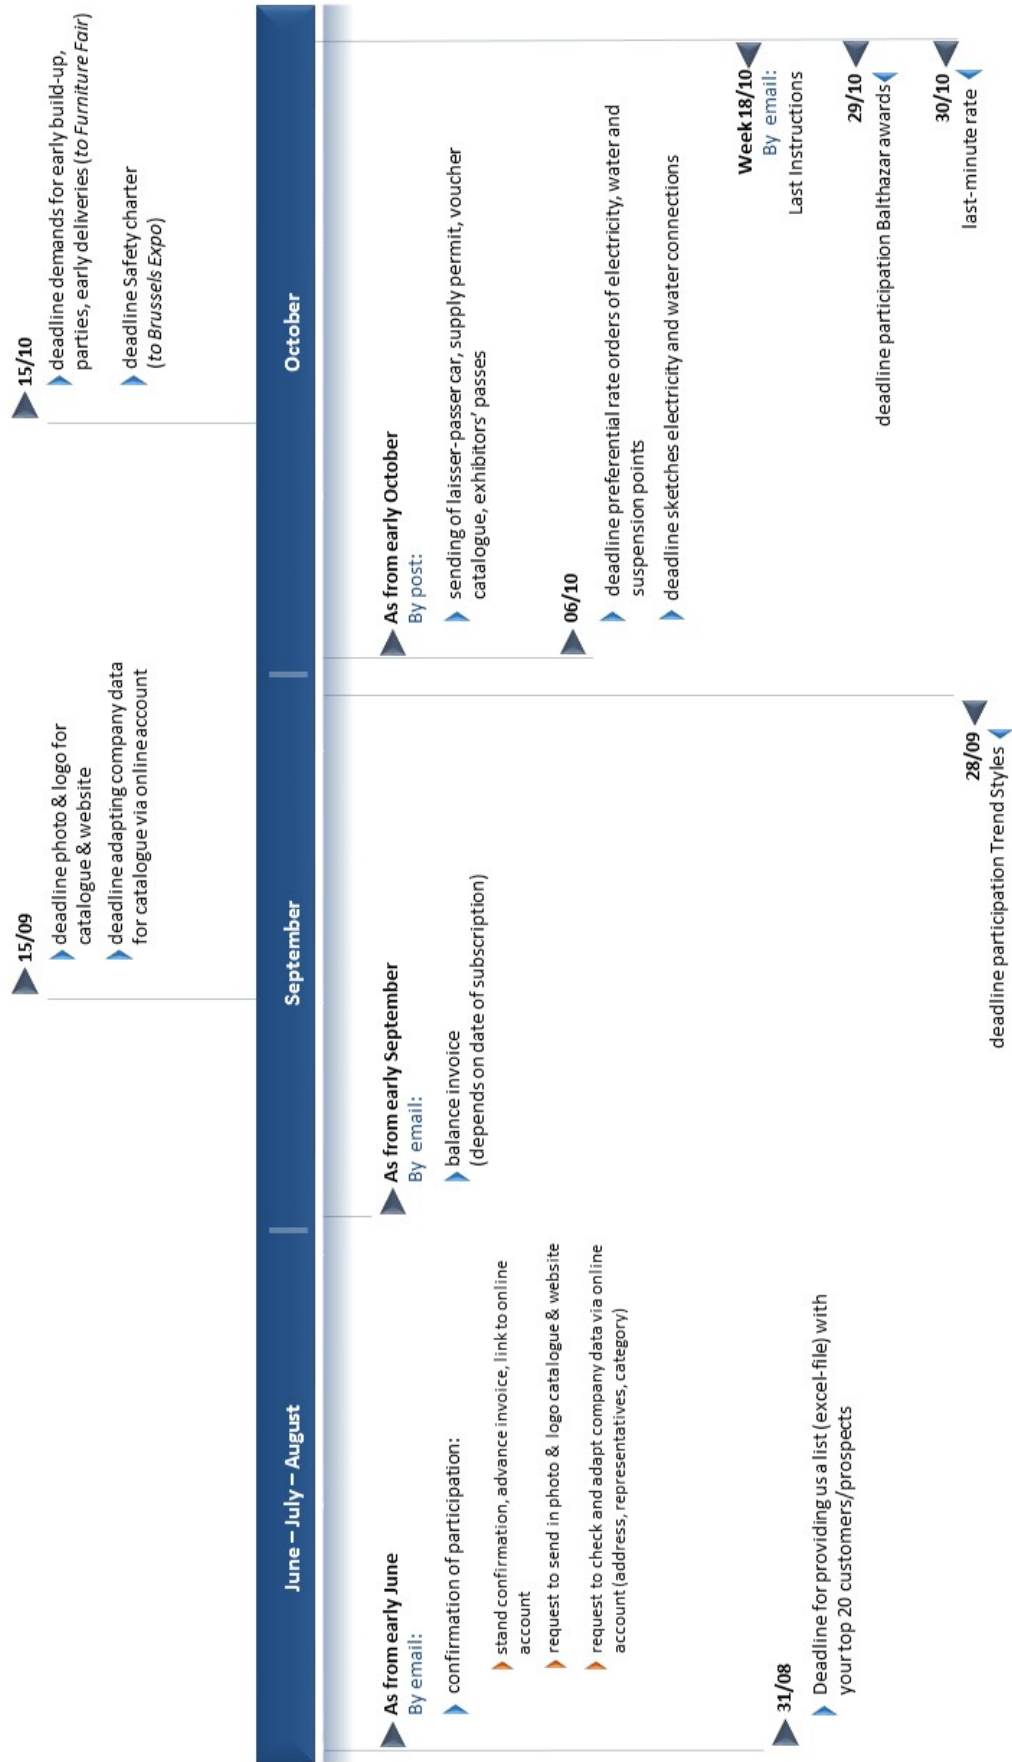 15/09
deadline photo & logo for
catalogue & website
deadline adapting company data
for catalogue via online account
15/10
deadline demands for early build-up,
parties, early deliveries (to Furniture Fair)
deadline Safety charter
(to Brussels Expo)
June – July – August
September
October
As from early June
By email:
confirmation of participation:
stand confirmation, advance invoice, link to online
account
request to send in photo & logo catalogue & website
request to check and adapt company data via online
account (address, representatives, category)
31/08
Deadline for providing us a list (excel-file) with
your top 20 customers/prospects
As from early September
By email:
balance invoice
(depends on date of subscription)
28/09
deadline participation Trend Styles
As from early October
By post:
sending of laisser-passer car, supply permit, voucher
catalogue, exhibitors' passes
06/10
deadline preferential rate orders of electricity, water and
suspension points
deadline sketches electricity and water connections
Week 18/10
By email:
Last Instructions
29/10
deadline participation Balthazar awards
30/10
last-minute rate